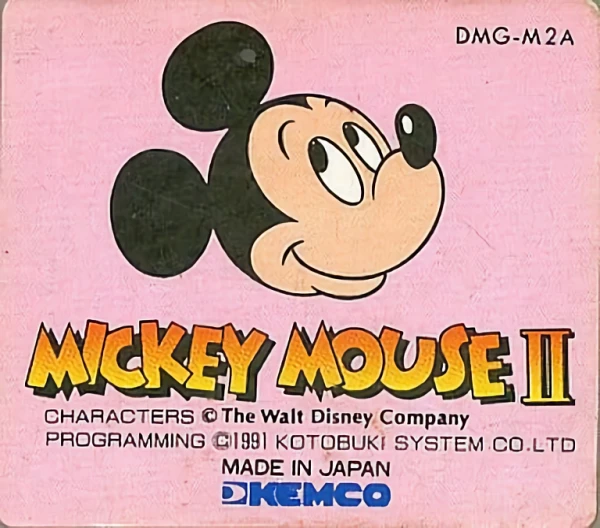 DMG-M2A
MICKEY MOUSE II
CHARACTERS © The Walt Disney Company
PROGRAMMING ©1991 KOTOBUKI SYSTEM CO.LTD
MADE IN JAPAN
KEMCO